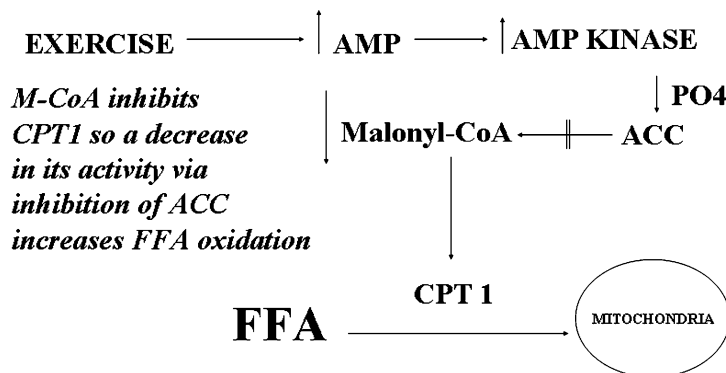 EXERCISE
AMP
AMP KINASE
M-CoA inhibits
CPT1 so a decrease
in its activity via
inhibition of ACC
increases FFA oxidation
PO4
Malonyl-CoA
ACC
CPT 1
FFA
MITOCHONDRIA